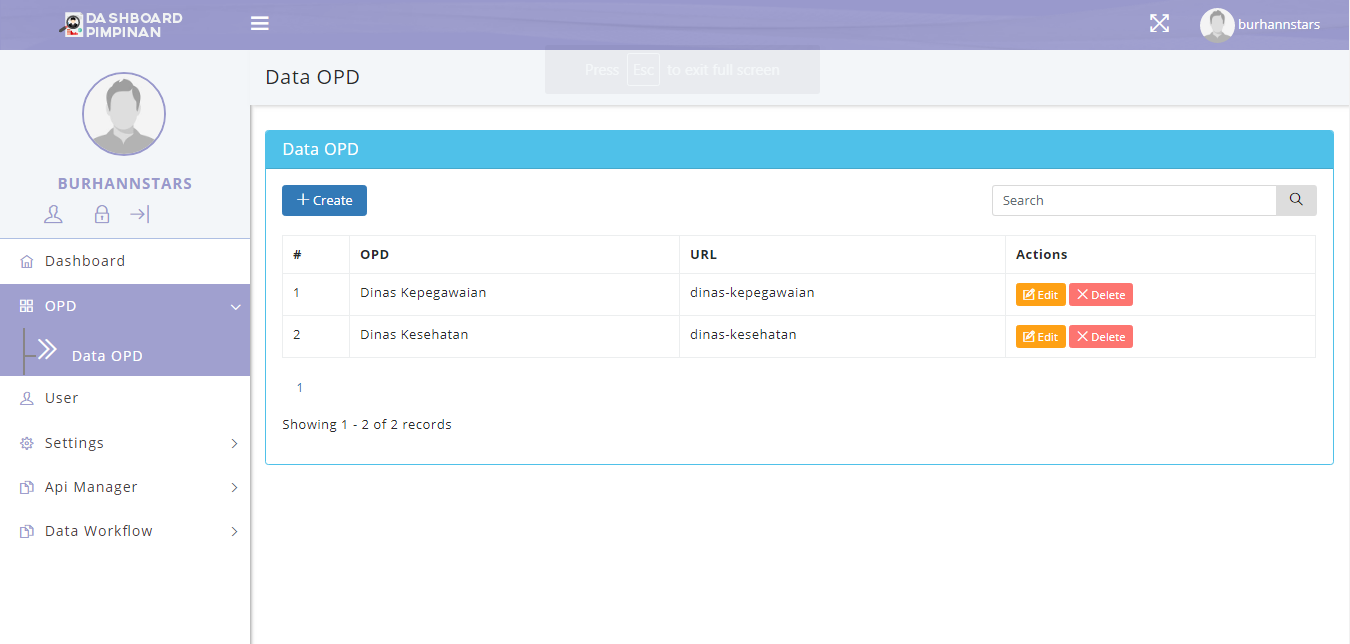 DASHBOARD
PIMPINAN
burhannstars
Press Esc to exit full screen
Data OPD
BURHANNSTARS
Dashboard
OPD
Data OPD
User
Settings
Api Manager
Data Workflow
Data OPD
+ Create
Search
# OPD URL Actions
1 Dinas Kepegawaian dinas-kepegawaian Edit Delete
2 Dinas Kesehatan dinas-kesehatan Edit Delete
1
Showing 1 - 2 of 2 records